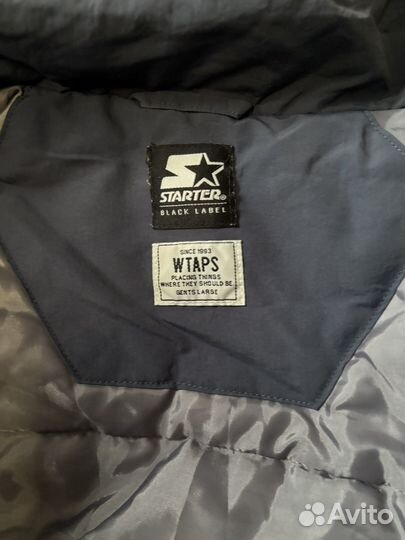 STARTER®
BLACK LABEL
SINCE 1993
WTAPS
PLACING THINGS
WHERE THEY SHOULD BE
GENTS LARGE
Avito